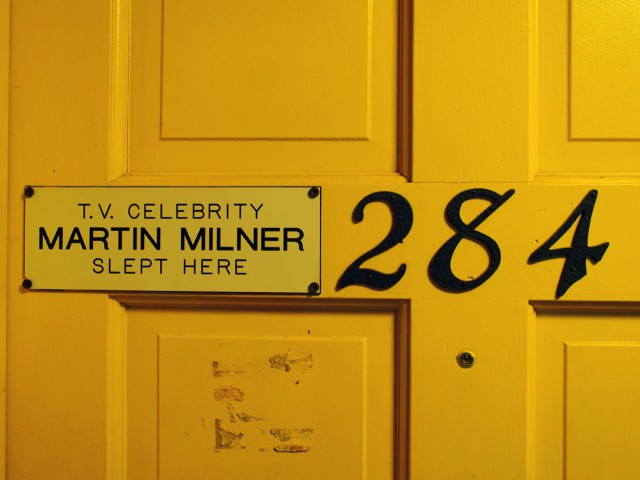 T.V. CELEBRITY
MARTIN MILNER
SLEPT HERE
284